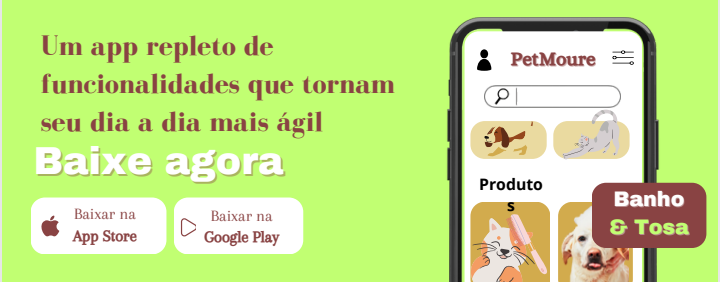 Um app repleto de
funcionalidades que tornam
seu dia a dia mais ágil
Baixe agora
Baixar na
App Store
Baixar na
Google Play
PetMoure
Produto
s
Banho
& Tosa